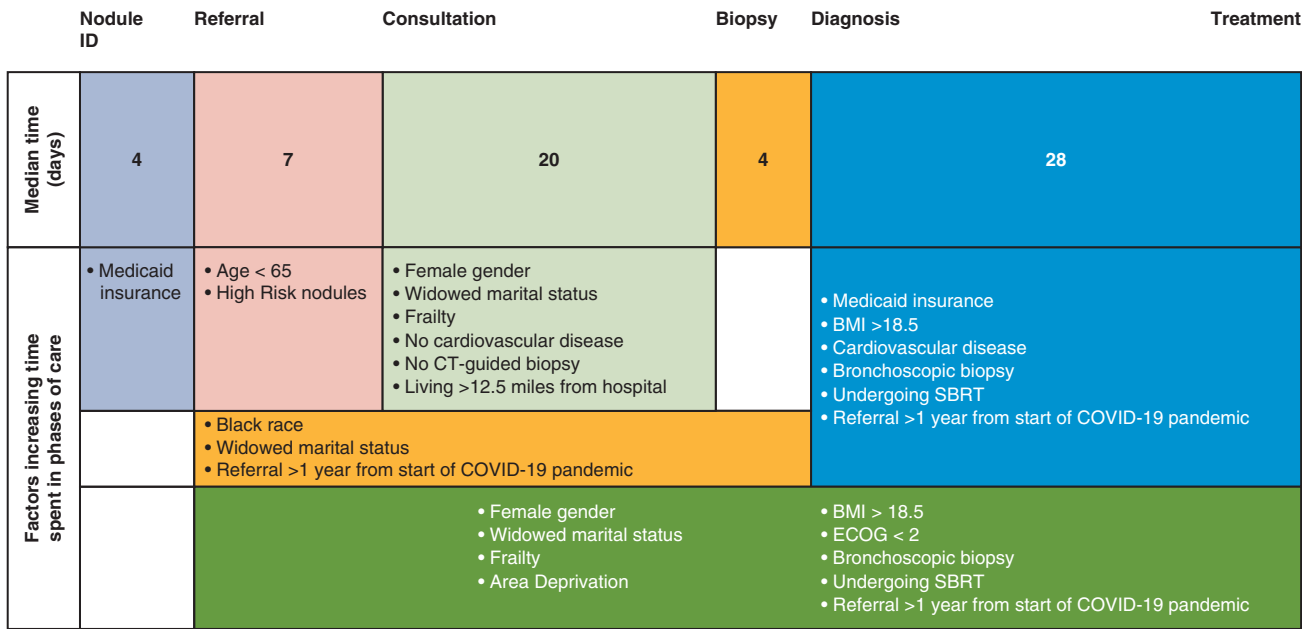 Nodule
ID
Referral
Consultation
Biopsy
Diagnosis
Treatment
Median time
(days)
4
7
20
4
28
Factors increasing time
spent in phases of care
• Medicaid
insurance
• Age < 65
• High Risk nodules
• Female gender
• Widowed marital status
• Frailty
• No cardiovascular disease
• No CT-guided biopsy
• Living >12.5 miles from hospital
• Medicaid insurance
• BMI >18.5
• Cardiovascular disease
• Bronchoscopic biopsy
• Undergoing SBRT
• Referral >1 year from start of COVID-19 pandemic
• Black race
• Widowed marital status
• Referral >1 year from start of COVID-19 pandemic
• Female gender
• Widowed marital status
• Frailty
• Area Deprivation
• BMI > 18.5
• ECOG < 2
• Bronchoscopic biopsy
• Undergoing SBRT
• Referral >1 year from start of COVID-19 pandemic